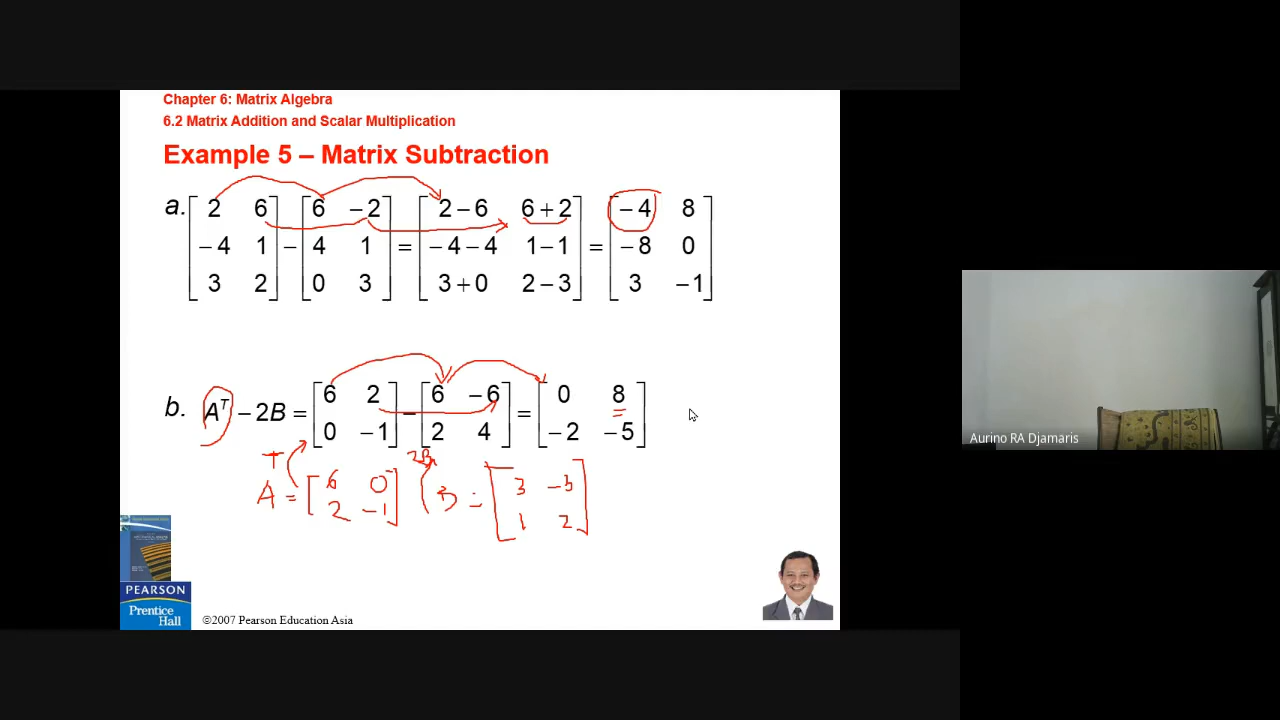 Chapter 6: Matrix Algebra
6.2 Matrix Addition and Scalar Multiplication
Example 5 – Matrix Subtraction
a. [2 6; −4 1; 3 2] − [6 −2; 4 1; 0 3] = [2−6 6+2; −4−4 1−1; 3+0 2−3] = [−4 8; −8 0; 3 −1]
b. Aᵀ − 2B = [6 2; 0 −1] − [6 −6; 2 4] = [0 8; −2 −5]
T 2B
A = [6 0; 2 −1] B = [3 −3; 1 2]
Aurino RA Djamaris
PEARSON
Prentice
Hall
©2007 Pearson Education Asia